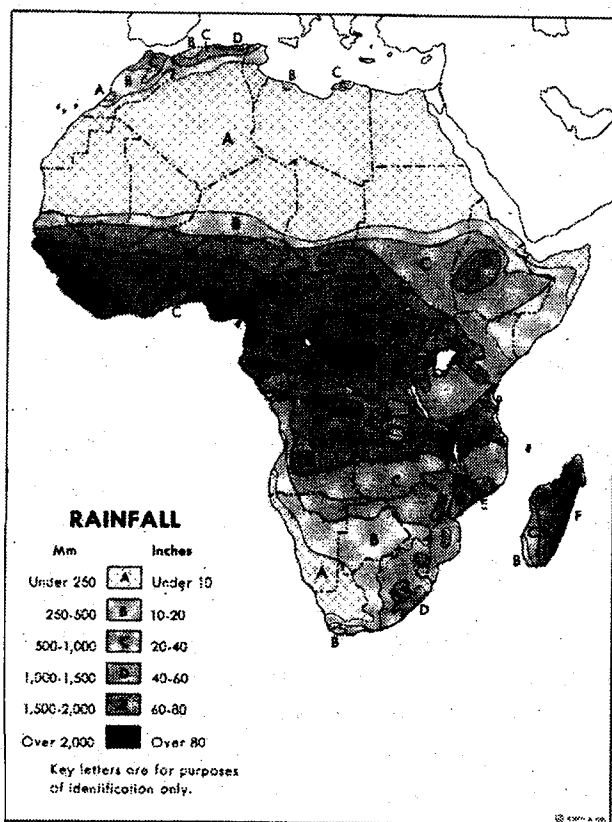 B C D
A B
B C
A
B
C
C
F
C
B
B
A
D
B
RAINFALL
Mm Inches
Under 250 A Under 10
250-500 B 10-20
500-1,000 C 20-40
1,000-1,500 D 40-60
1,500-2,000 60-80
Over 2,000 Over 80
Key letters are for purposes
of identification only.